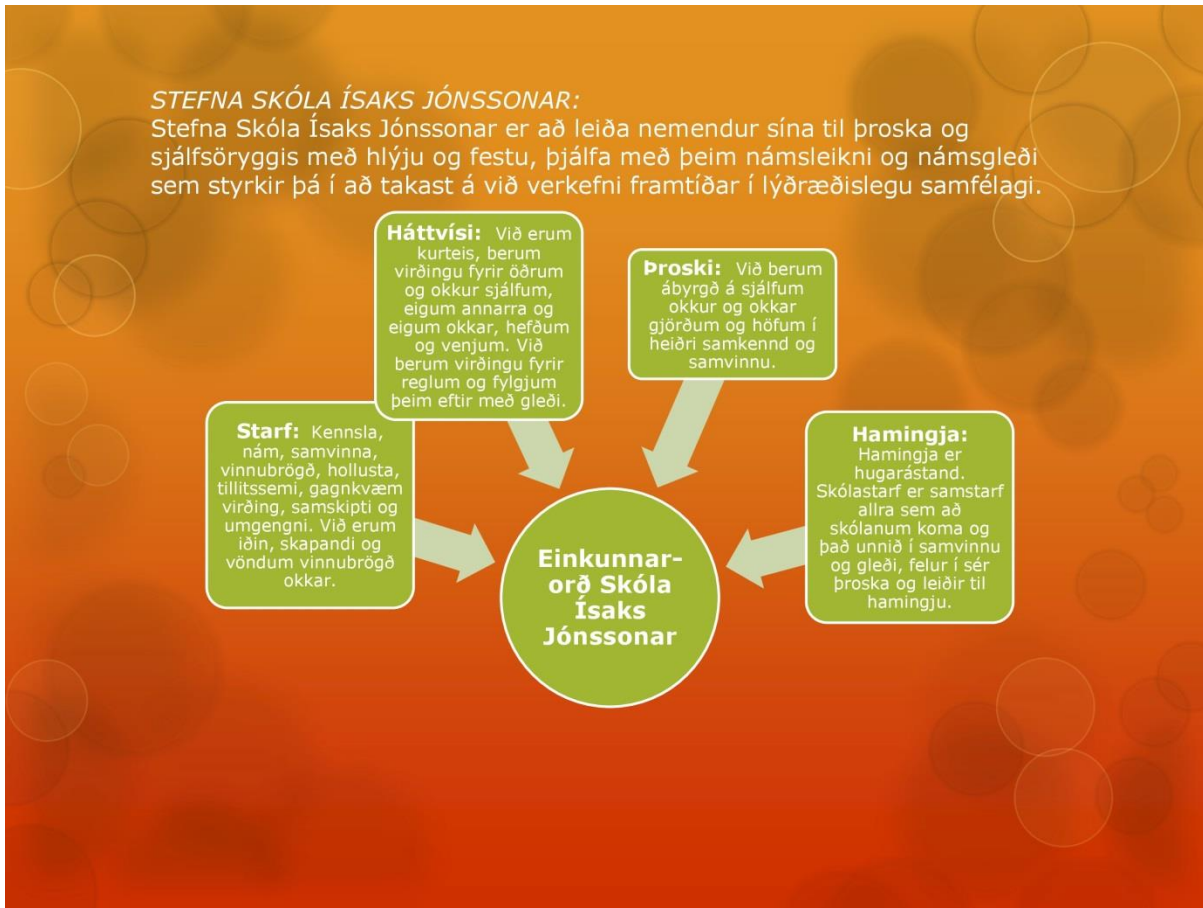 STEFNA SKÓLA ÍSAKS JÓNSSONAR:
Stefna Skóla Ísaks Jónssonar er að leiða nemendur sína til þroska og
sjálfsöryggis með hlýju og festu, þjálfa með þeim námsleikni og námsgleði
sem styrkir þá í að takast á við verkefni framtíðar í lýðræðislegu samfélagi.
Starf: Kennsla,
nám, samvinna,
vinnubrögð, hollusta,
tillitssemi, gagnkvæm
virðing, samskipti og
umgengni. Við erum
iðin, skapandi og
vöndum vinnubrögð
okkar.
Háttvísi: Við erum
kurteis, berum
virðingu fyrir öðrum
og okkur sjálfum,
eigum annarra og
eigum okkar, hefðum
og venjum. Við
berum virðingu fyrir
reglum og fylgjum
þeim eftir með gleði.
Þroski: Við berum
ábyrgð á sjálfum
okkur og okkar
gjörðum og höfum í
heiðri samkennd og
samvinnu.
Hamingja:
Hamingja er
hugarástand.
Skólastarf er samstarf
allra sem að
skólanum koma og
það unnið í samvinnu
og gleði, felur í sér
þroska og leiðir til
hamingju.
Einkunnar-
orð Skóla
Ísaks
Jónssonar